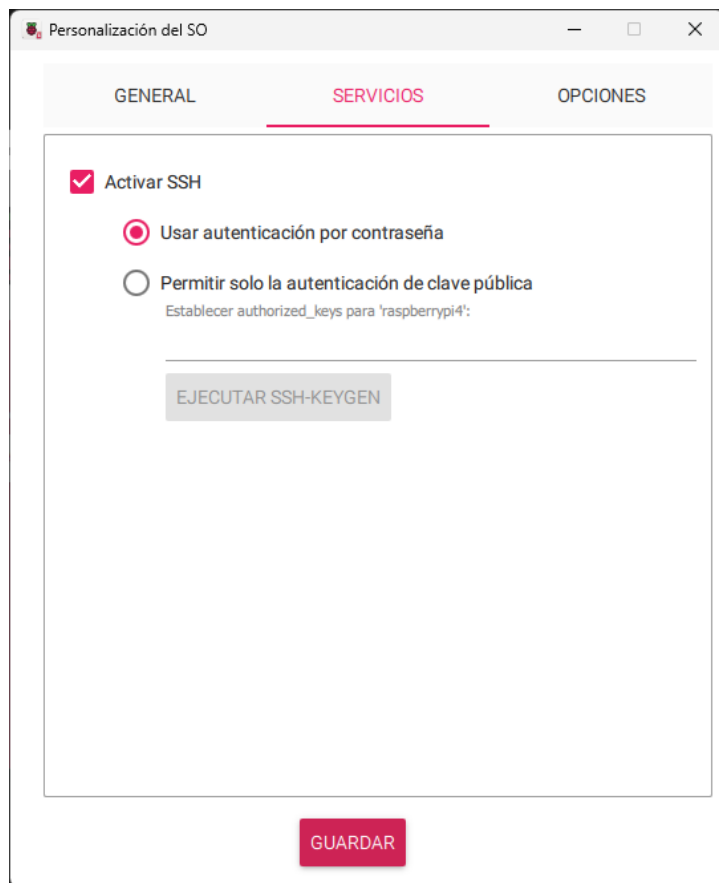 Personalización del SO
GENERAL SERVICIOS OPCIONES
Activar SSH
Usar autenticación por contraseña
Permitir solo la autenticación de clave pública
Establecer authorized_keys para 'raspberrypi4':
EJECUTAR SSH-KEYGEN
GUARDAR